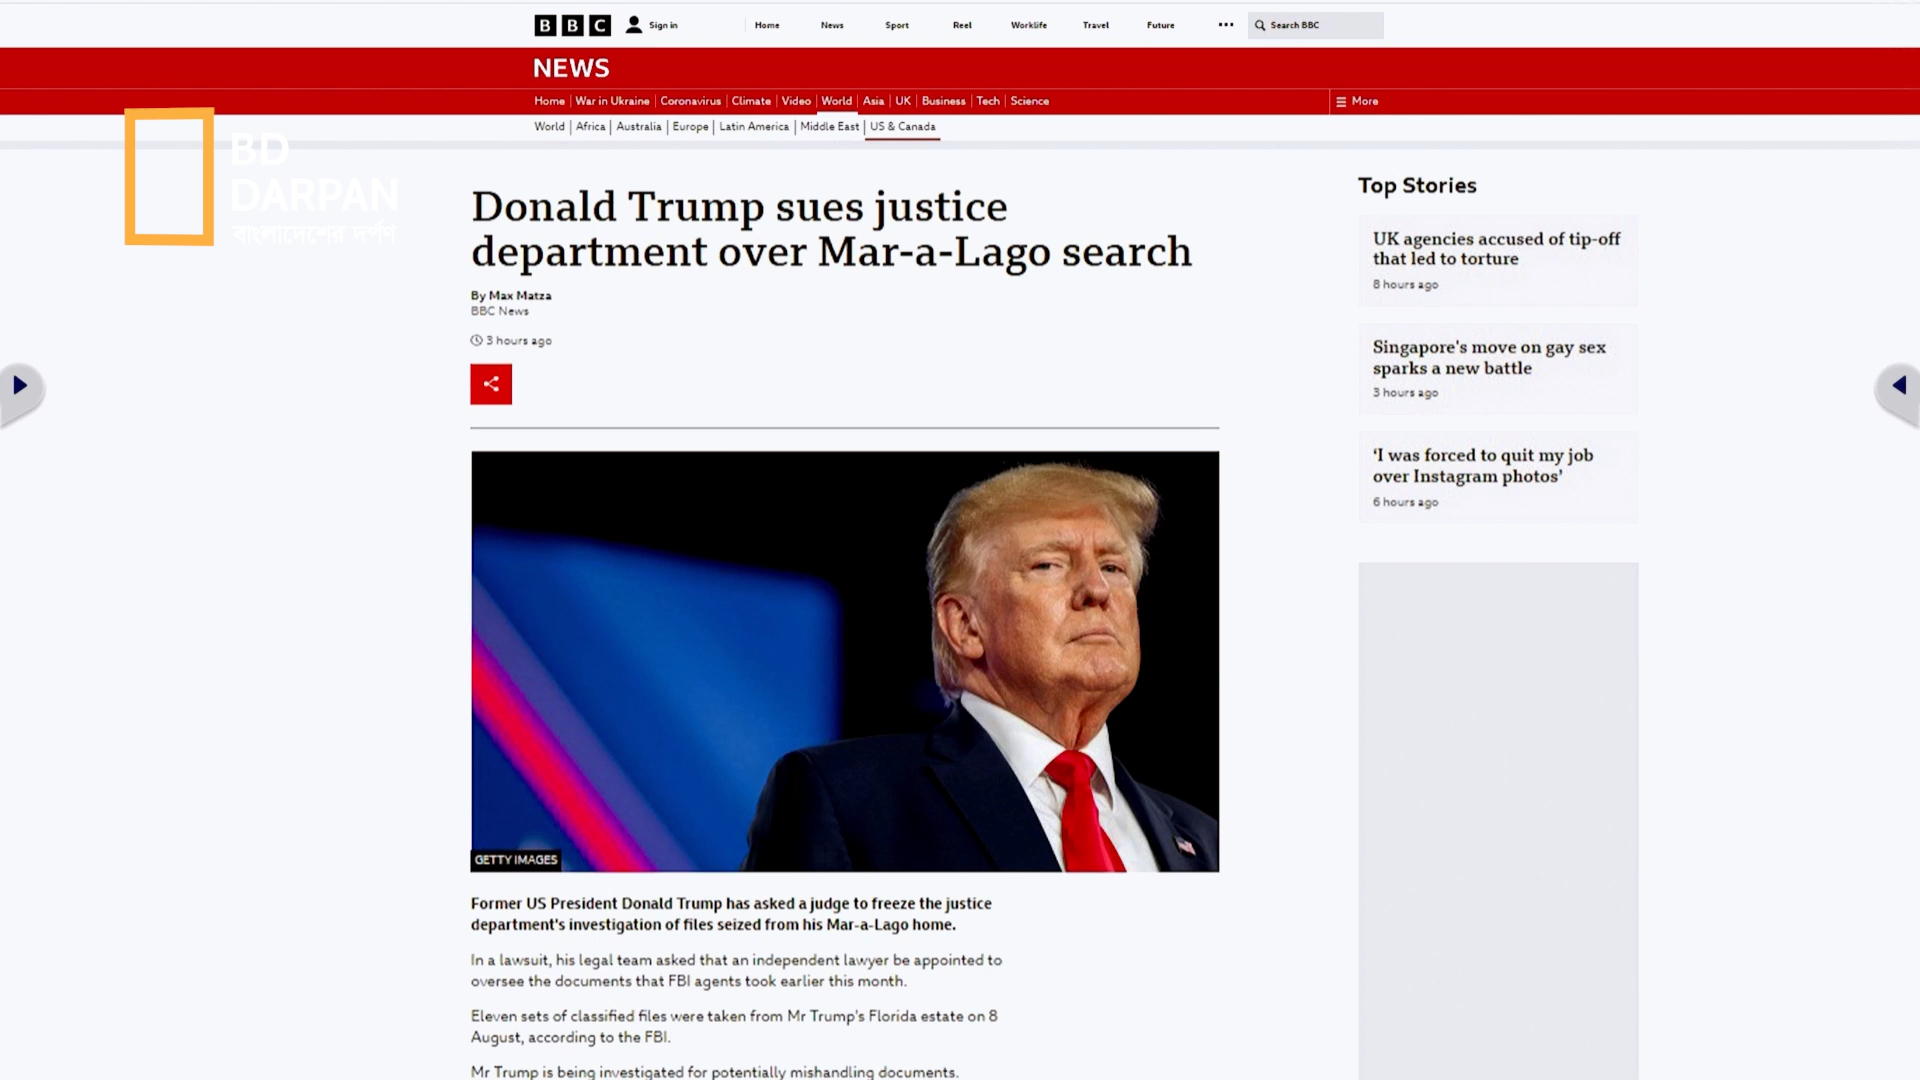 BBC Sign in Home News Sport Reel Worklife Travel Future ••• Search BBC
NEWS
Home War in Ukraine Coronavirus Climate Video World Asia UK Business Tech Science More
World Africa Australia Europe Latin America Middle East US & Canada
BD
DARPAN
বাংলাদেশের দর্পণ
Donald Trump sues justice
department over Mar-a-Lago search
By Max Matza
BBC News
3 hours ago
GETTY IMAGES
Former US President Donald Trump has asked a judge to freeze the justice
department's investigation of files seized from his Mar-a-Lago home.
In a lawsuit, his legal team asked that an independent lawyer be appointed to
oversee the documents that FBI agents took earlier this month.
Eleven sets of classified files were taken from Mr Trump's Florida estate on 8
August, according to the FBI.
Mr Trump is being investigated for potentially mishandling documents.
Top Stories
UK agencies accused of tip-off
that led to torture
8 hours ago
Singapore's move on gay sex
sparks a new battle
3 hours ago
‘I was forced to quit my job
over Instagram photos’
6 hours ago